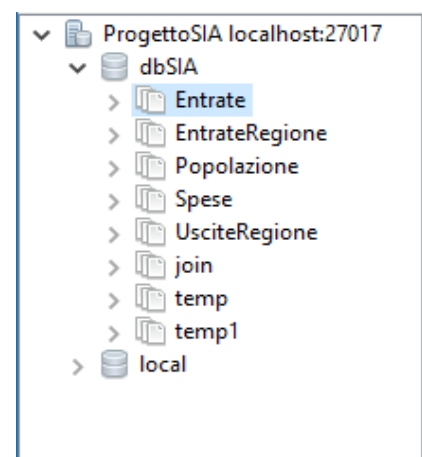 ProgettoSIA localhost:27017
dbSIA
Entrate
EntrateRegione
Popolazione
Spese
UsciteRegione
join
temp
temp1
local